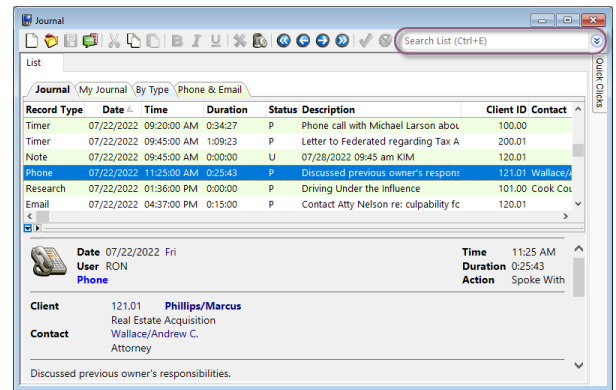 Journal
B I U
Search List (Ctrl+E)
List
Quick Clicks
Journal My Journal By Type Phone & Email
Record Type Date Time Duration Status Description Client ID Contact
Timer 07/22/2022 09:20:00 AM 0:34:27 P Phone call with Michael Larson abou 100.00
Timer 07/22/2022 09:45:00 AM 1:09:23 P Letter to Federated regarding Tax A 200.01
Note 07/22/2022 09:45:00 AM 0:00:00 U 07/28/2022 09:45 am KIM 120.01
Phone 07/22/2022 11:25:00 AM 0:25:43 P Discussed previous owner's respons 121.01 Wallace/A
Research 07/22/2022 01:36:00 PM 0:00:00 P Driving Under the Influence 101.00 Cook Cou
Email 07/22/2022 04:37:00 PM 0:15:00 P Contact Atty Nelson re: culpability fc 120.01
Date 07/22/2022 Fri Time 11:25 AM
User RON Duration 0:25:43
Phone Action Spoke With
Client 121.01 Phillips/Marcus
Real Estate Acquisition
Contact Wallace/Andrew C.
Attorney
Discussed previous owner's responsibilities.